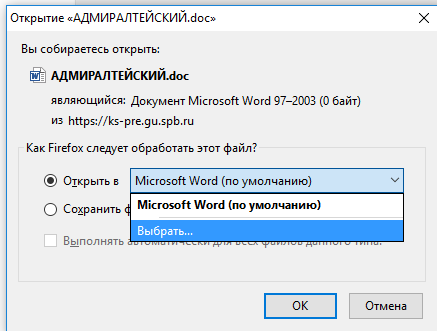 Открытие «АДМИРАЛТЕЙСКИЙ.doc»
Вы собираетесь открыть:
АДМИРАЛТЕЙСКИЙ.doc
являющийся: Документ Microsoft Word 97–2003 (0 байт)
из https://ks-pre.gu.spb.ru
Как Firefox следует обработать этот файл?
Открыть в Microsoft Word (по умолчанию)
Microsoft Word (по умолчанию)
Сохранить ф
Выбрать...
Выполнять автоматически для всех файлов данного типа.
ОК Отмена